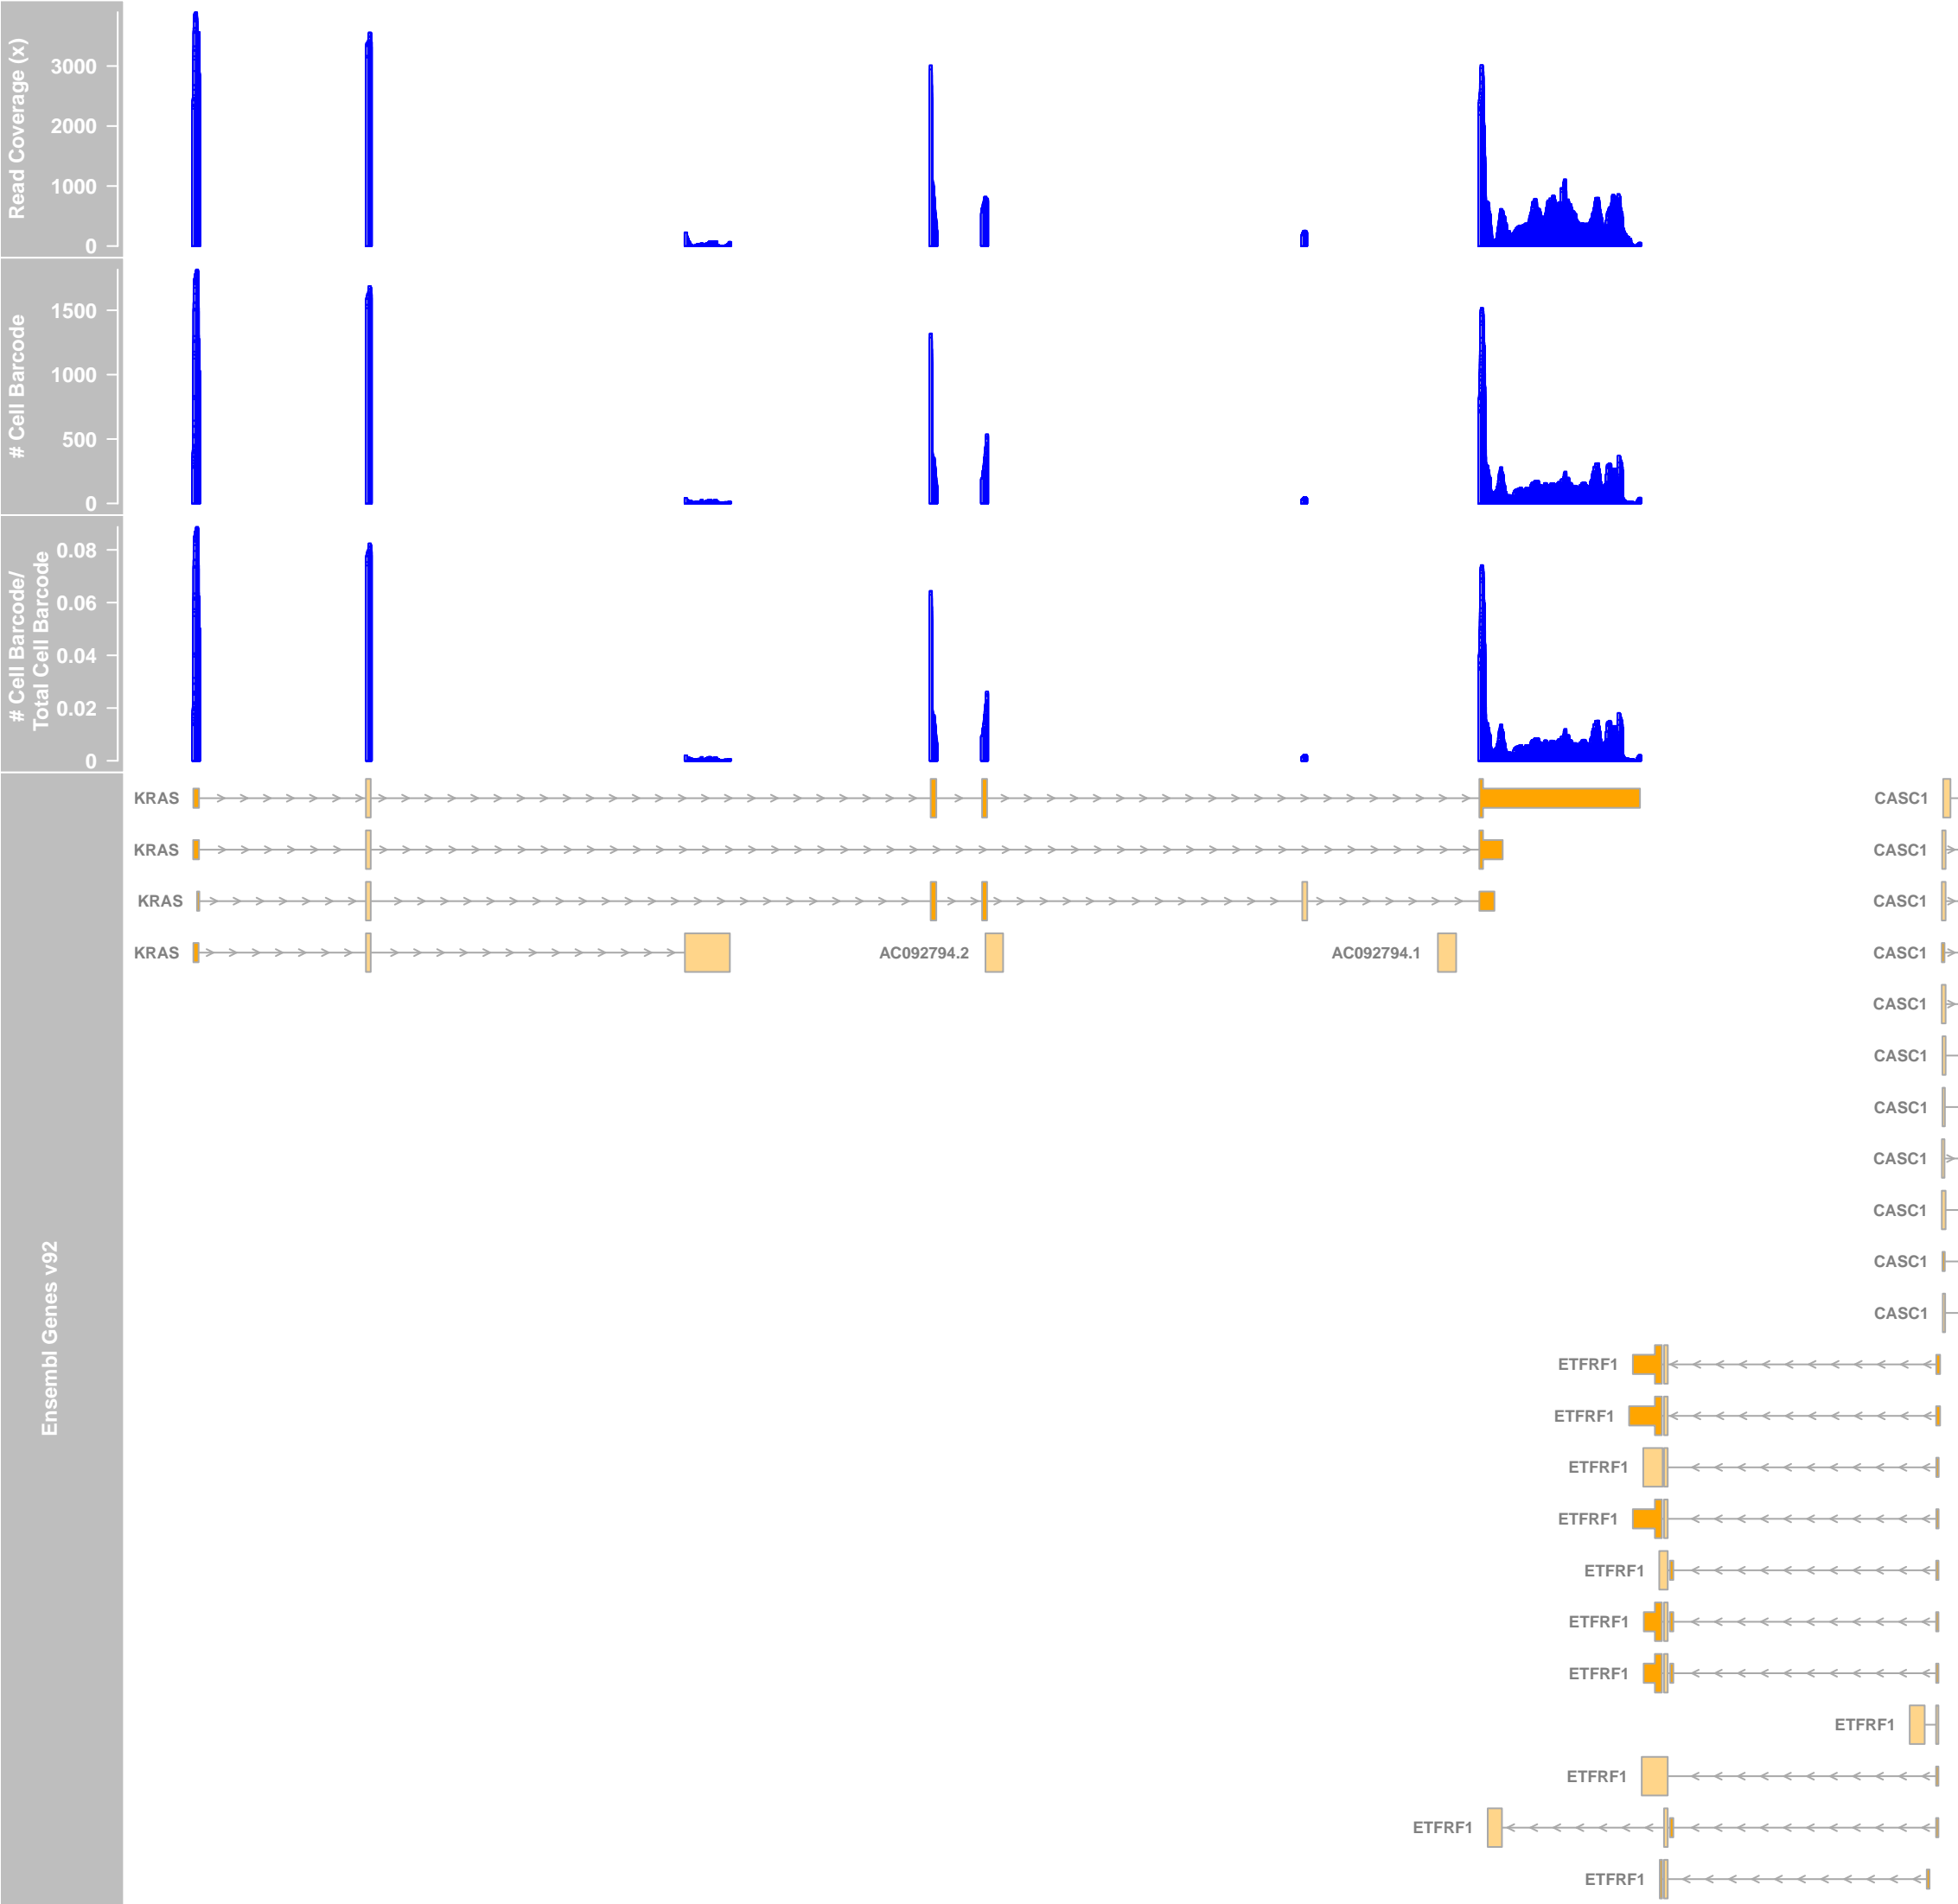 Read Coverage (x)
3000
2000
1000
0
# Cell Barcode
1500
1000
500
0
# Cell Barcode/
Total Cell Barcode
0.08
0.06
0.04
0.02
0
Ensembl Genes v92
KRAS
CASC1
KRAS
CASC1
KRAS
CASC1
KRAS
AC092794.2
AC092794.1
CASC1
CASC1
CASC1
CASC1
CASC1
CASC1
CASC1
CASC1
ETFRF1
ETFRF1
ETFRF1
ETFRF1
ETFRF1
ETFRF1
ETFRF1
ETFRF1
ETFRF1
ETFRF1
ETFRF1